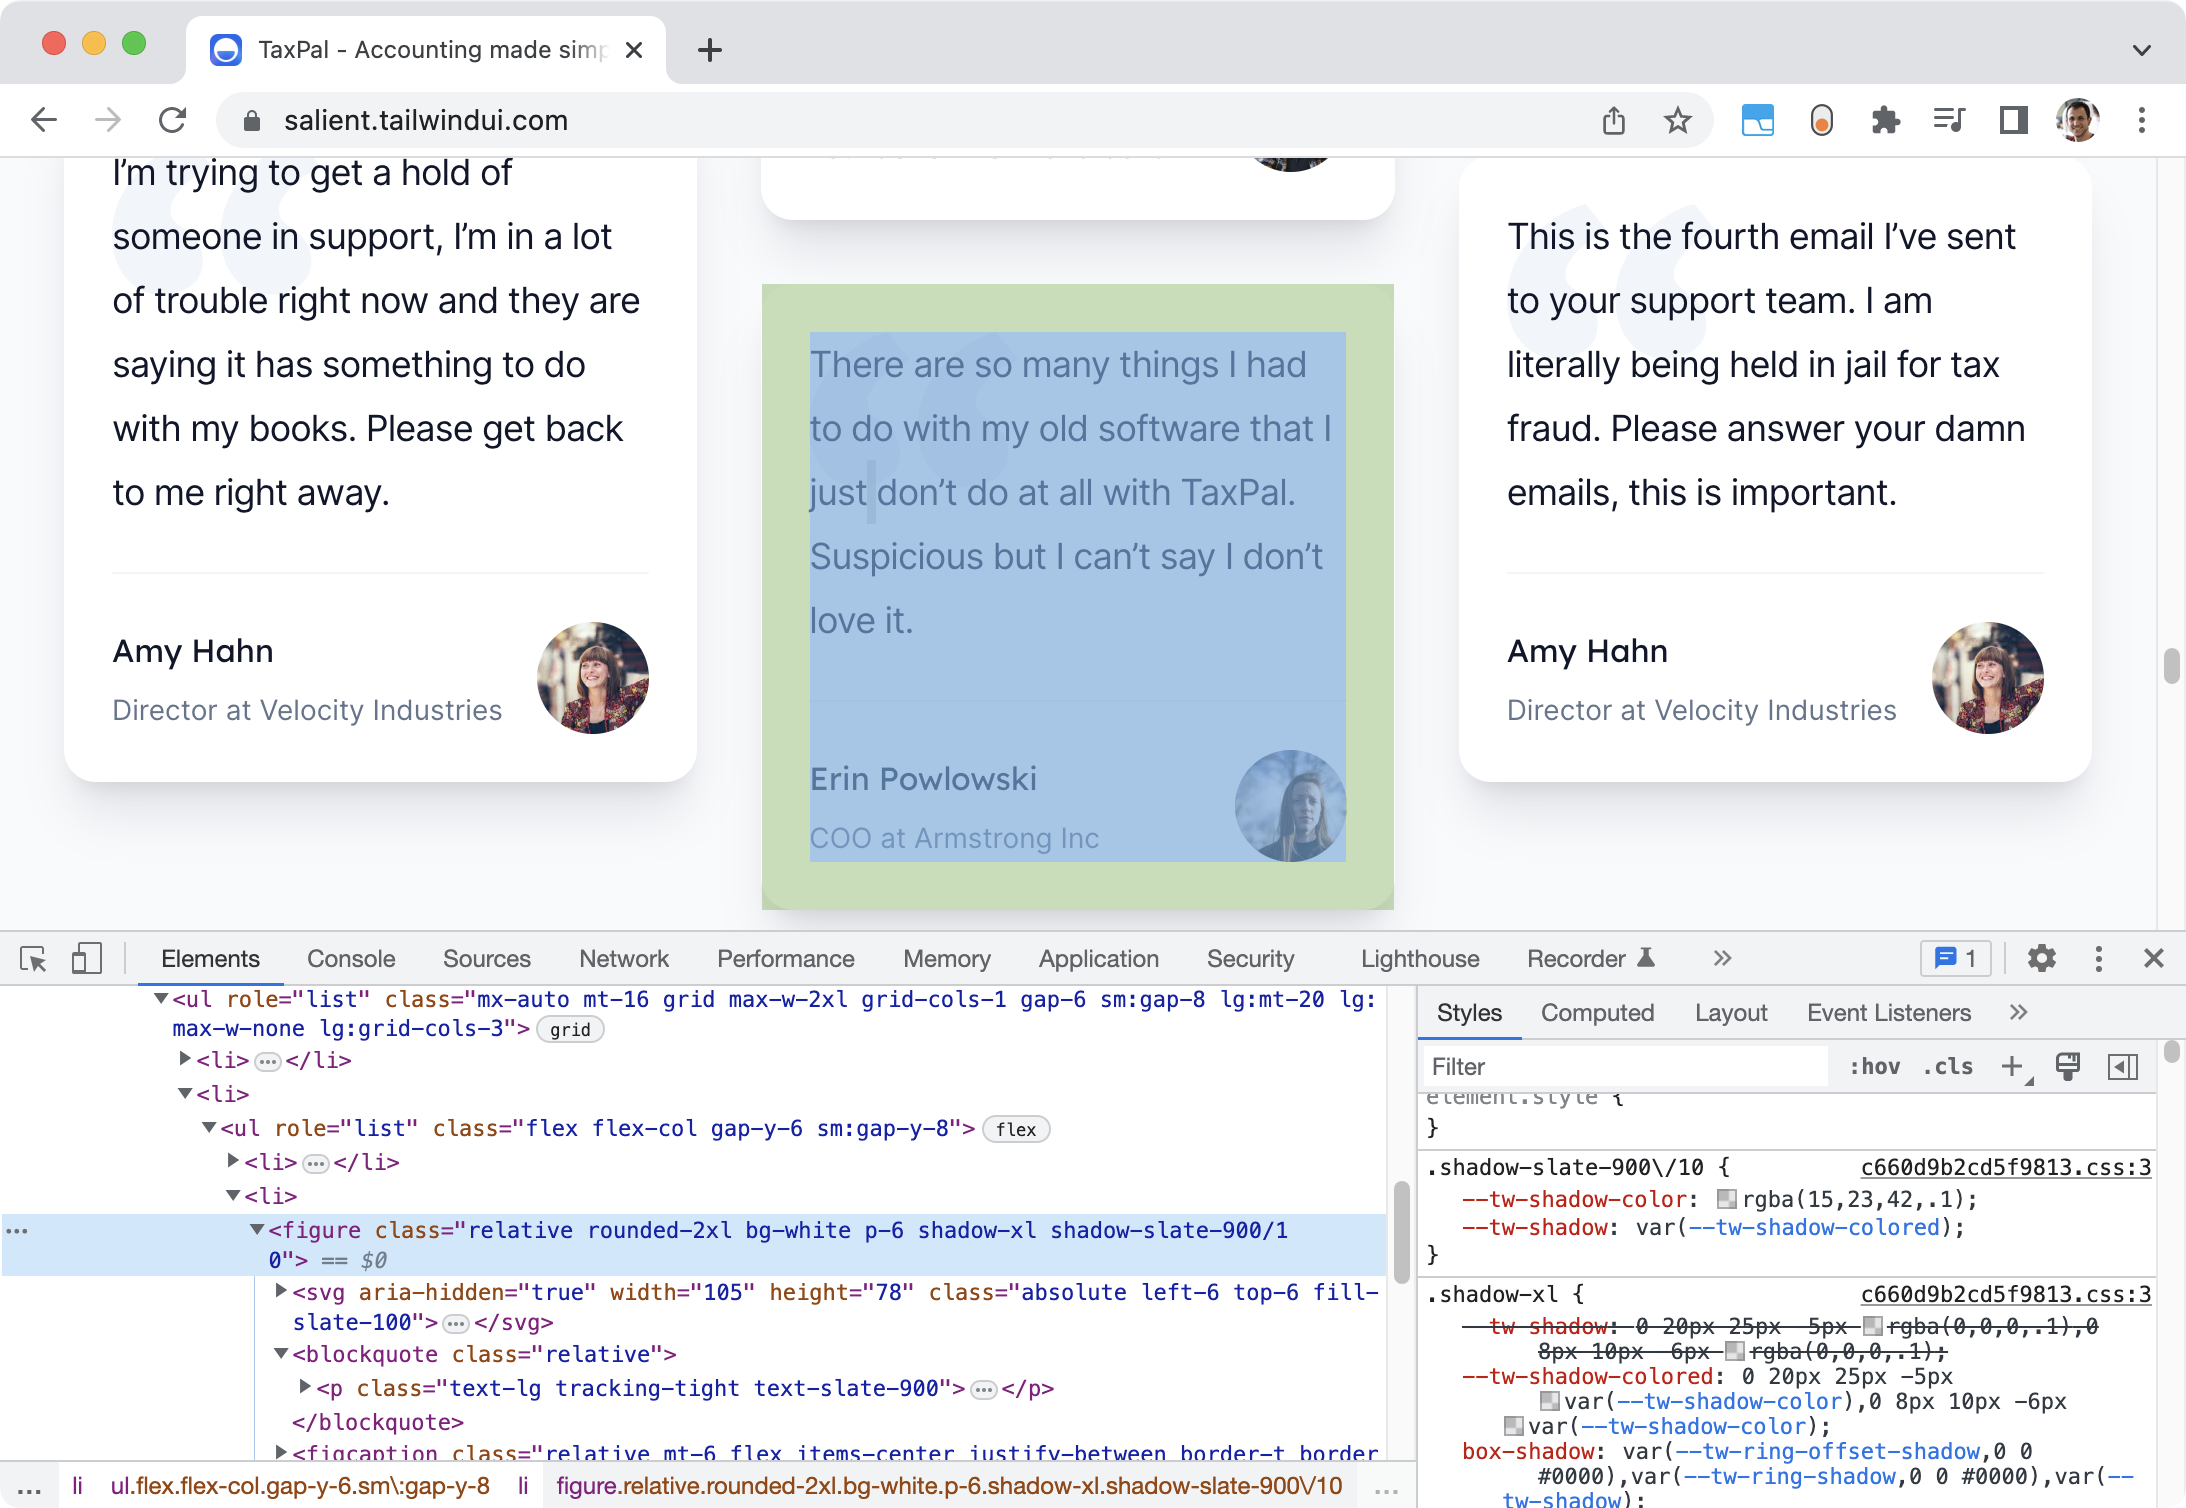 TaxPal - Accounting made simp
salient.tailwindui.com
I’m trying to get a hold of
someone in support, I’m in a lot
of trouble right now and they are
saying it has something to do
with my books. Please get back
to me right away.
Amy Hahn
Director at Velocity Industries
There are so many things I had
to do with my old software that I
just don’t do at all with TaxPal.
Suspicious but I can’t say I don’t
love it.
Erin Powlowski
COO at Armstrong Inc
This is the fourth email I’ve sent
to your support team. I am
literally being held in jail for tax
fraud. Please answer your damn
emails, this is important.
Amy Hahn
Director at Velocity Industries
Elements Console Sources Network Performance Memory Application Security Lighthouse Recorder » 1
<ul role="list" class="mx-auto mt-16 grid max-w-2xl grid-cols-1 gap-6 sm:gap-8 lg:mt-20 lg:
max-w-none lg:grid-cols-3"> grid
<li>…</li>
<li>
<ul role="list" class="flex flex-col gap-y-6 sm:gap-y-8"> flex
<li>…</li>
<li>
… <figure class="relative rounded-2xl bg-white p-6 shadow-xl shadow-slate-900/1
0"> == $0
<svg aria-hidden="true" width="105" height="78" class="absolute left-6 top-6 fill-
slate-100">…</svg>
<blockquote class="relative">
<p class="text-lg tracking-tight text-slate-900">…</p>
</blockquote>
<figcaption class="relative mt-6 flex items-center justify-between border-t border
… li ul.flex.flex-col.gap-y-6.sm\:gap-y-8 li figure.relative.rounded-2xl.bg-white.p-6.shadow-xl.shadow-slate-900\/10 …
Styles Computed Layout Event Listeners »
Filter :hov .cls
element.style {
}
.shadow-slate-900\/10 { c660d9b2cd5f9813.css:3
--tw-shadow-color: rgba(15,23,42,.1);
--tw-shadow: var(--tw-shadow-colored);
}
.shadow-xl { c660d9b2cd5f9813.css:3
--tw-shadow: 0 20px 25px -5px rgba(0,0,0,.1),0
8px 10px -6px rgba(0,0,0,.1);
--tw-shadow-colored: 0 20px 25px -5px
var(--tw-shadow-color),0 8px 10px -6px
var(--tw-shadow-color);
box-shadow: var(--tw-ring-offset-shadow,0 0
#0000),var(--tw-ring-shadow,0 0 #0000),var(--
tw-shadow);